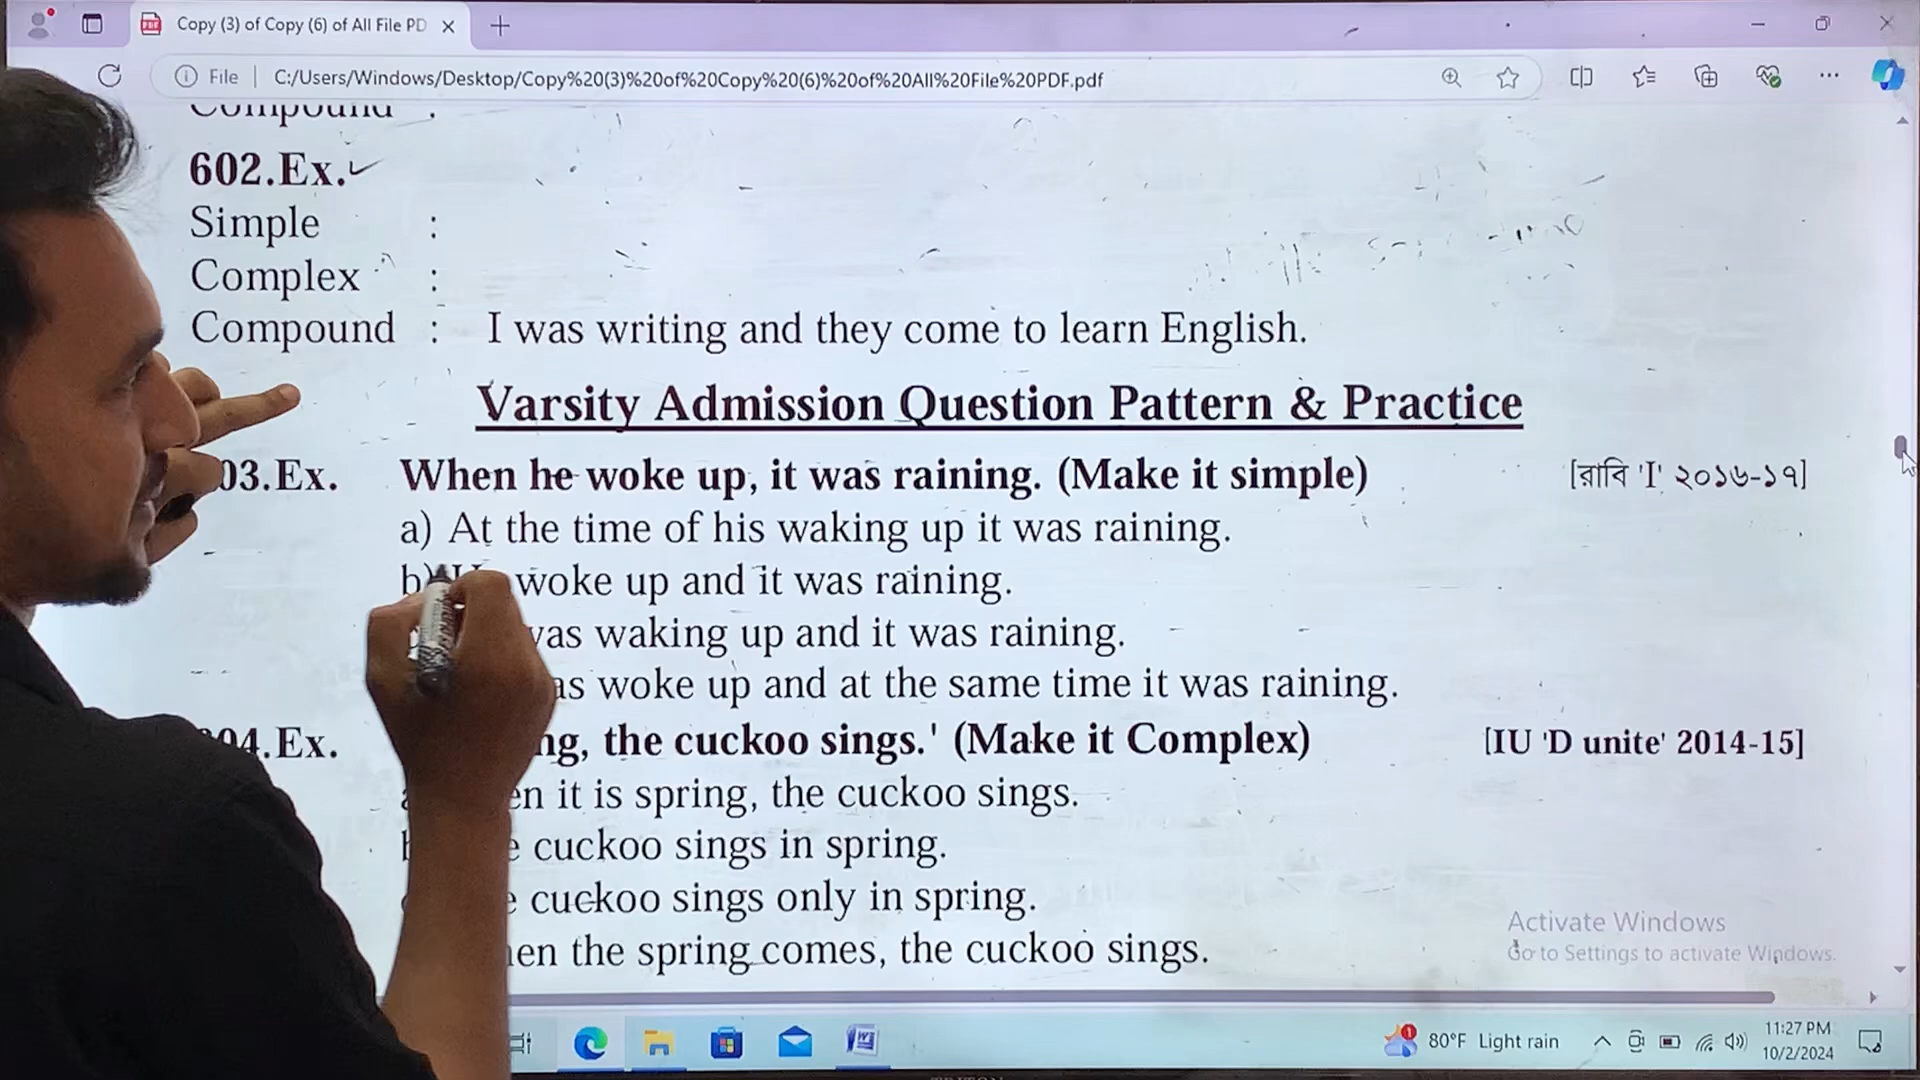 Copy (3) of Copy (6) of All File PD
File C:/Users/Windows/Desktop/Copy%20(3)%20of%20Copy%20(6)%20of%20All%20File%20PDF.pdf
Compound :
602.Ex.
Simple :
Complex :
Compound : I was writing and they come to learn English.
Varsity Admission Question Pattern & Practice
03.Ex. When he woke up, it was raining. (Make it simple) [রাবি 'I' ২০১৬-১৭]
a) At the time of his waking up it was raining.
b) woke up and it was raining.
was waking up and it was raining.
woke up and at the same time it was raining.
04.Ex. the cuckoo sings.' (Make it Complex) [IU 'D unite' 2014-15]
it is spring, the cuckoo sings.
cuckoo sings in spring.
cuckoo sings only in spring.
the spring comes, the cuckoo sings.
Activate Windows
Go to Settings to activate Windows.
80°F Light rain
11:27 PM
10/2/2024